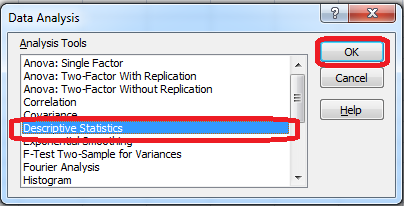 Data Analysis
Analysis Tools
OK
Anova: Single Factor
Anova: Two-Factor With Replication
Cancel
Anova: Two-Factor Without Replication
Correlation
Covariance
Help
Descriptive Statistics
Exponential Smoothing
F-Test Two-Sample for Variances
Fourier Analysis
Histogram